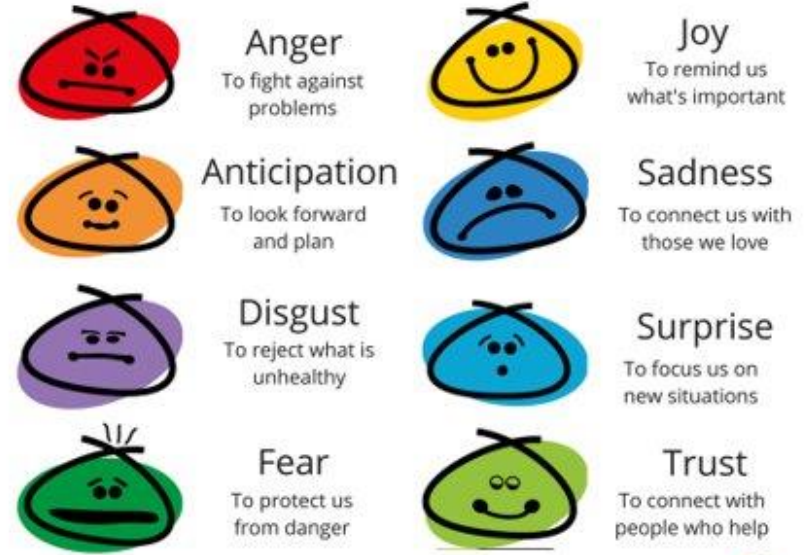 Anger
To fight against
problems
Joy
To remind us
what's important
Anticipation
To look forward
and plan
Sadness
To connect us with
those we love
Disgust
To reject what is
unhealthy
Surprise
To focus us on
new situations
Fear
To protect us
from danger
Trust
To connect with
people who help